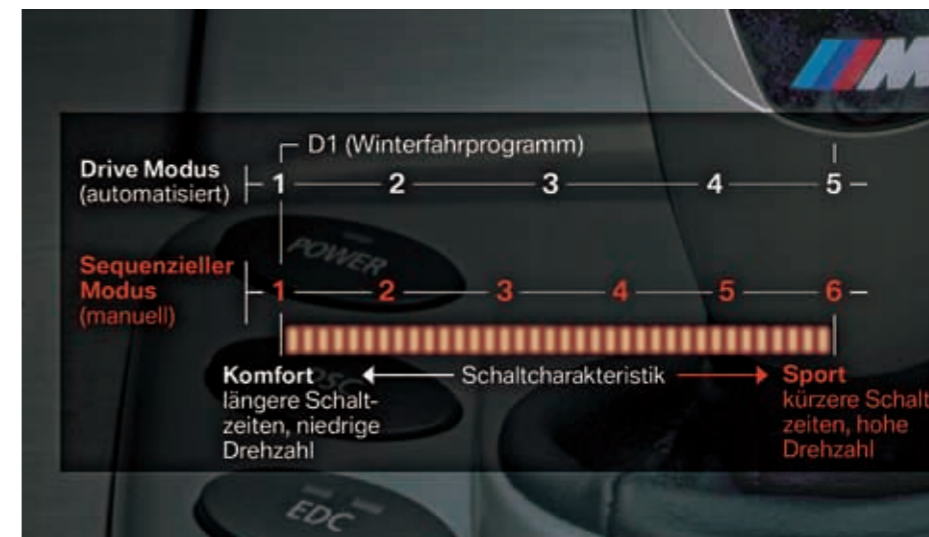 M
D1 (Winterfahrprogramm)
Drive Modus
(automatisiert)
1 2 3 4 5
POWER
Sequenzieller
Modus
(manuell)
1 2 3 4 5 6
DSC
Komfort
längere Schalt-
zeiten, niedrige
Drehzahl
Schaltcharakteristik
Sport
kürzere Schalt
zeiten, hohe
Drehzahl
EDC